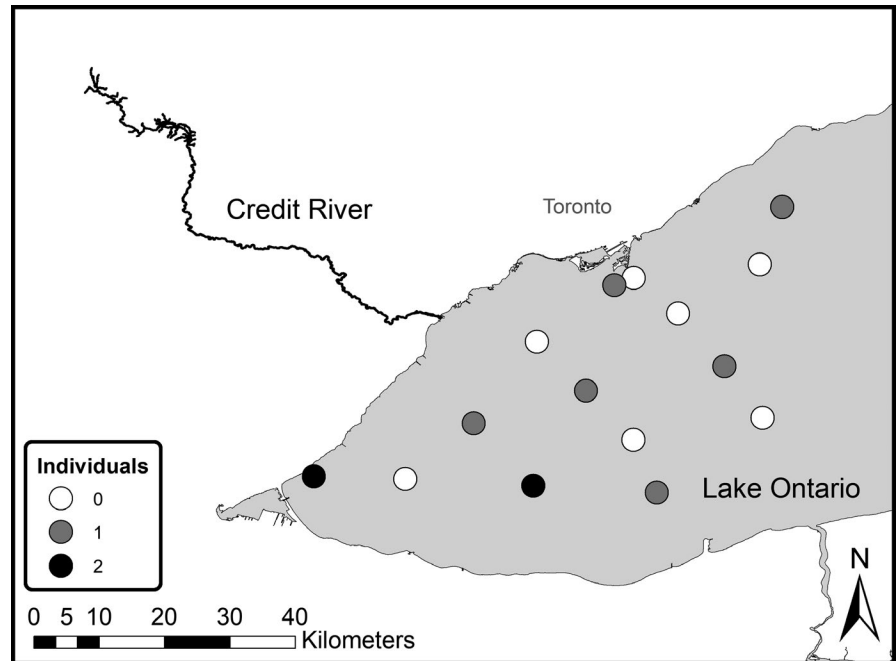 Credit River
Toronto
Lake Ontario
Individuals
0
1
2
N
0 5 10 20 30 40
Kilometers